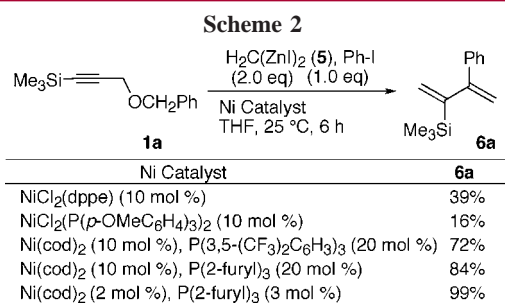 Scheme 2
H₂C(ZnI)₂ (5), Ph-I
(2.0 eq) (1.0 eq)
Ph
Me₃Si
OCH₂Ph
Ni Catalyst
THF, 25 °C, 6 h
Me₃Si
1a
6a
Ni Catalyst 6a
NiCl₂(dppe) (10 mol %) 39%
NiCl₂(P(p-OMeC₆H₄)₃)₂ (10 mol %) 16%
Ni(cod)₂ (10 mol %), P(3,5-(CF₃)₂C₆H₃)₃ (20 mol %) 72%
Ni(cod)₂ (10 mol %), P(2-furyl)₃ (20 mol %) 84%
Ni(cod)₂ (2 mol %), P(2-furyl)₃ (3 mol %) 99%